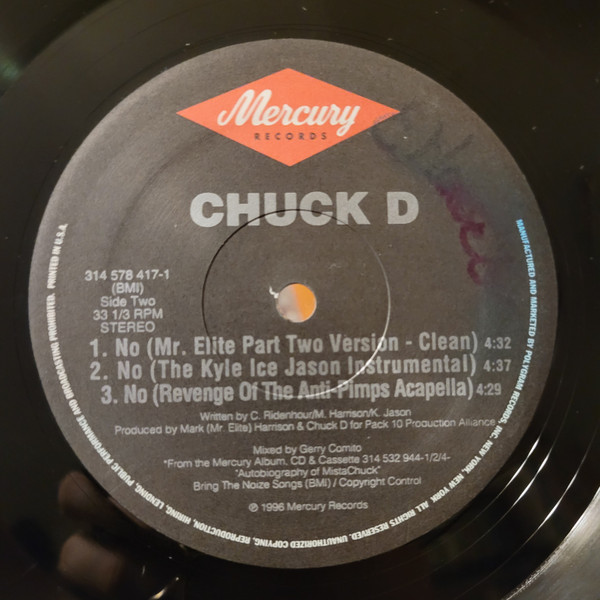 Mercury
RECORDS
CHUCK D
314 578 417-1
(BMI)
Side Two
33 1/3 RPM
STEREO
1. No (Mr. Elite Part Two Version - Clean) 4:32
2. No (The Kyle Ice Jason Instrumental) 4:37
3. No (Revenge Of The Anti-Pimps Acapella) 4:29
Written by C. Ridenhour/M. Harrison/K. Jason
Produced by Mark (Mr. Elite) Harrison & Chuck D for Pack 10 Production Alliance
Mixed by Gerry Comito
"From the Mercury Album, CD & Cassette 314 532 944-1/2/4-
"Autobiography of MistaChuck"
Bring The Noize Songs (BMI) / Copyright Control
℗ 1996 Mercury Records
MANUFACTURED AND MARKETED BY POLYGRAM RECORDS, INC. NEW YORK, NEW YORK. ALL RIGHTS RESERVED. UNAUTHORIZED COPYING, REPRODUCTION, HIRING, LENDING, PUBLIC PERFORMANCE AND BROADCASTING PROHIBITED. PRINTED IN U.S.A.